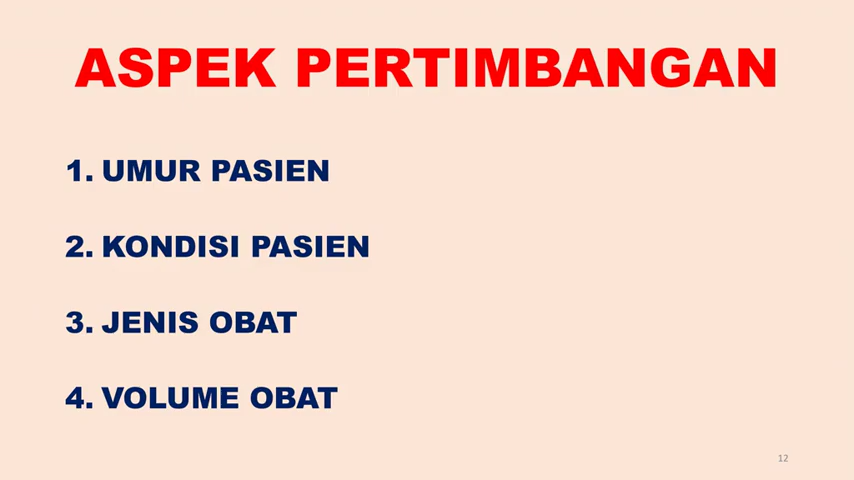 ASPEK PERTIMBANGAN
1. UMUR PASIEN
2. KONDISI PASIEN
3. JENIS OBAT
4. VOLUME OBAT
12